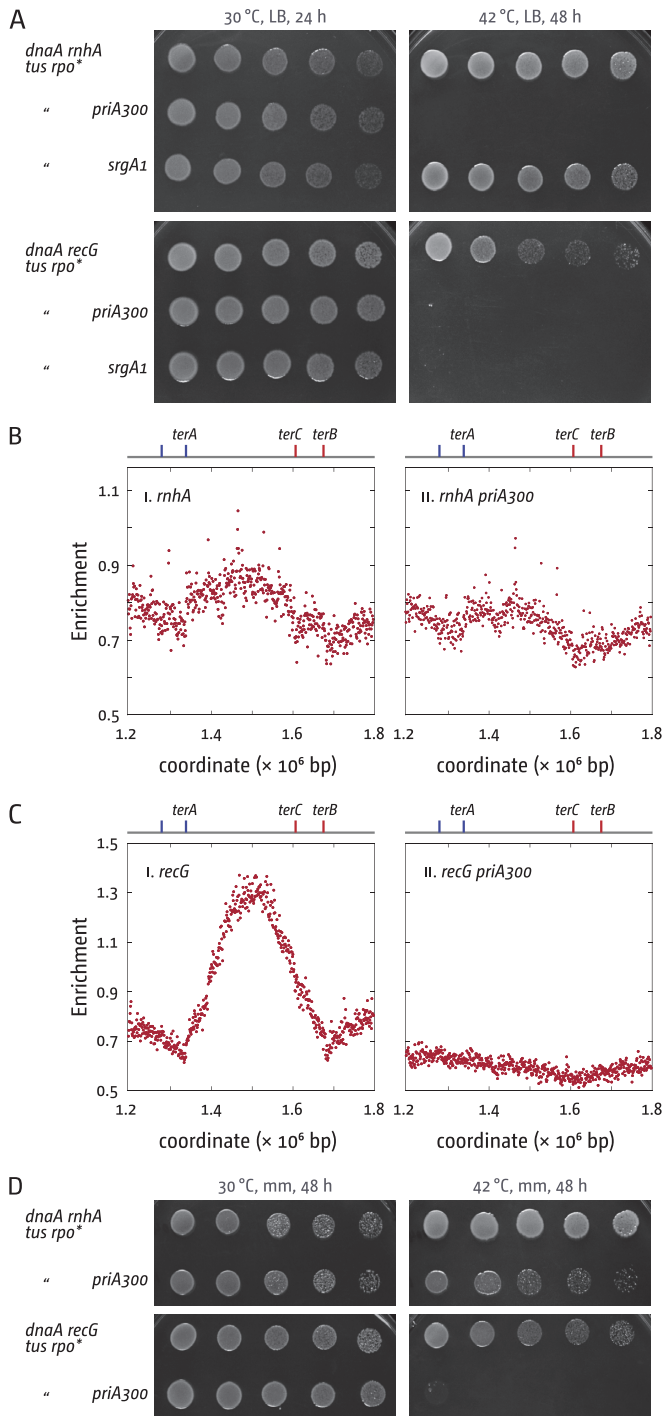 A
30 °C, LB, 24 h
42 °C, LB, 48 h
dnaA rnhA
tus rpo*
“ priA300
“ srgA1
dnaA recG
tus rpo*
“ priA300
“ srgA1
B
terA terC terB
terA terC terB
I. rnhA
II. rnhA priA300
Enrichment
1.1
0.9
0.7
0.5
1.2 1.4 1.6 1.8
1.2 1.4 1.6 1.8
coordinate (× 10⁶ bp)
coordinate (× 10⁶ bp)
C
terA terC terB
terA terC terB
I. recG
II. recG priA300
Enrichment
1.5
1.3
1.1
0.9
0.7
0.5
1.2 1.4 1.6 1.8
1.2 1.4 1.6 1.8
coordinate (× 10⁶ bp)
coordinate (× 10⁶ bp)
D
30 °C, mm, 48 h
42 °C, mm, 48 h
dnaA rnhA
tus rpo*
“ priA300
dnaA recG
tus rpo*
“ priA300